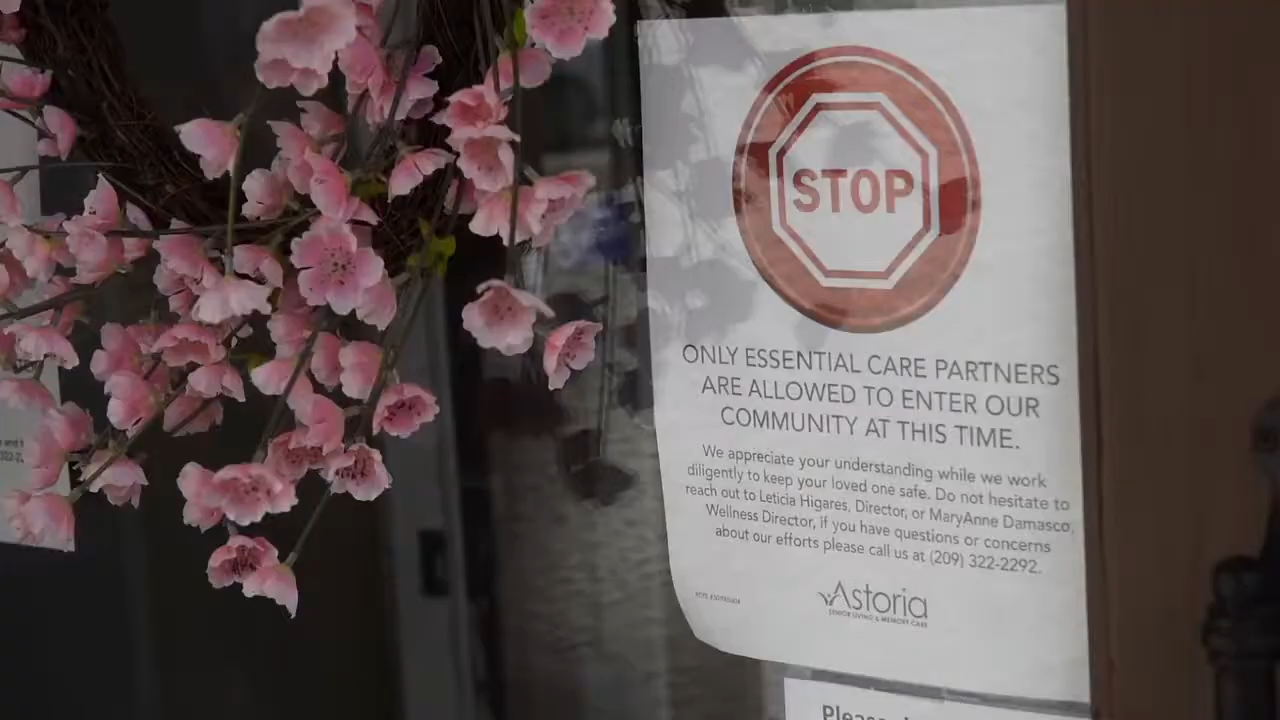 STOP
ONLY ESSENTIAL CARE PARTNERS
ARE ALLOWED TO ENTER OUR
COMMUNITY AT THIS TIME.
We appreciate your understanding while we work
diligently to keep your loved one safe. Do not hesitate to
reach out to Leticia Higares, Director, or MaryAnne Damasco,
Wellness Director, if you have questions or concerns
about our efforts please call us at (209) 322-2292.
Astoria
SENIOR LIVING & MEMORY CARE